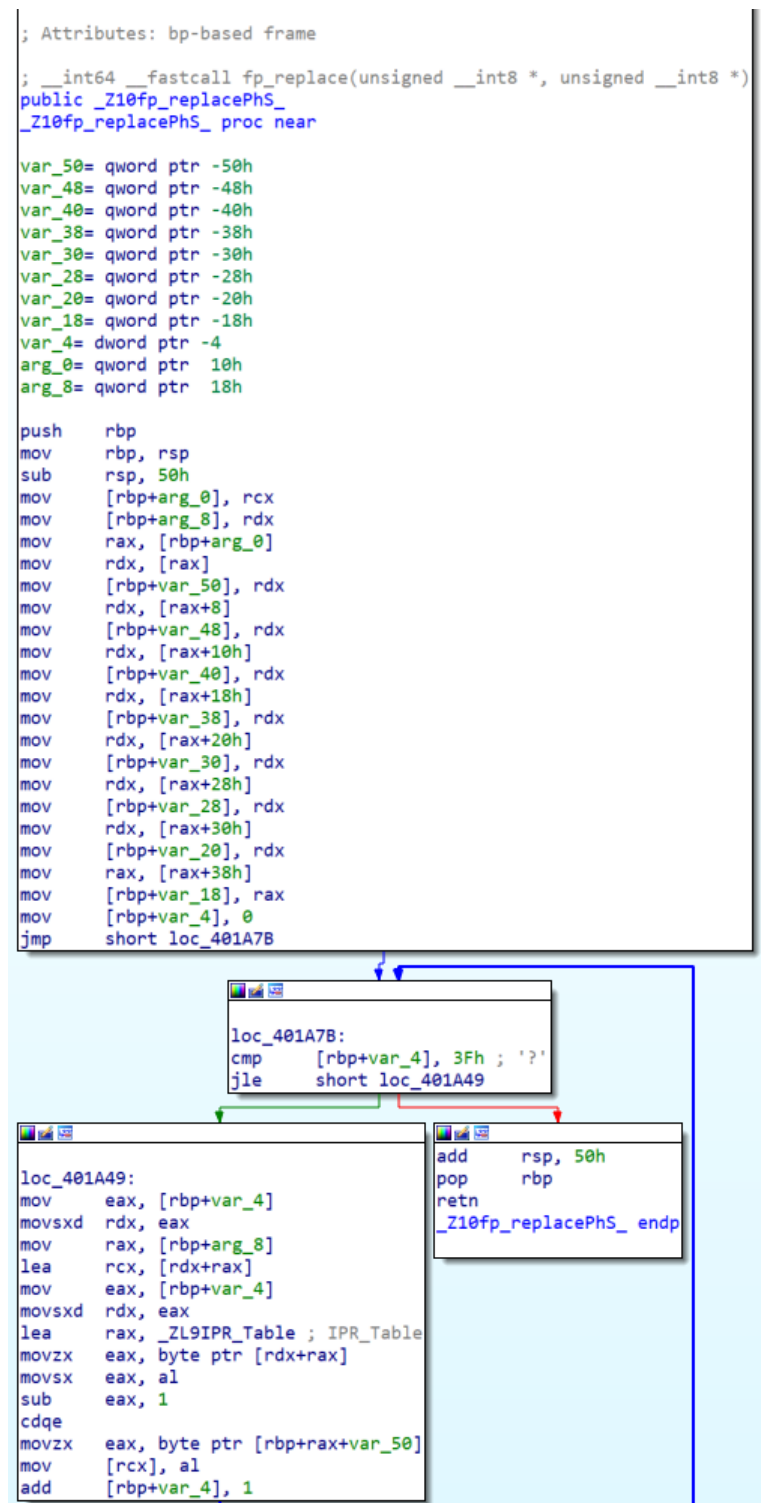 ; Attributes: bp-based frame
; __int64 __fastcall fp_replace(unsigned __int8 *, unsigned __int8 *)
public _Z10fp_replacePhS_
_Z10fp_replacePhS_ proc near
var_50= qword ptr -50h
var_48= qword ptr -48h
var_40= qword ptr -40h
var_38= qword ptr -38h
var_30= qword ptr -30h
var_28= qword ptr -28h
var_20= qword ptr -20h
var_18= qword ptr -18h
var_4= dword ptr -4
arg_0= qword ptr  10h
arg_8= qword ptr  18h
push    rbp
mov     rbp, rsp
sub     rsp, 50h
mov     [rbp+arg_0], rcx
mov     [rbp+arg_8], rdx
mov     rax, [rbp+arg_0]
mov     rdx, [rax]
mov     [rbp+var_50], rdx
mov     rdx, [rax+8]
mov     [rbp+var_48], rdx
mov     rdx, [rax+10h]
mov     [rbp+var_40], rdx
mov     rdx, [rax+18h]
mov     [rbp+var_38], rdx
mov     rdx, [rax+20h]
mov     [rbp+var_30], rdx
mov     rdx, [rax+28h]
mov     [rbp+var_28], rdx
mov     rdx, [rax+30h]
mov     [rbp+var_20], rdx
mov     rax, [rax+38h]
mov     [rbp+var_18], rax
mov     [rbp+var_4], 0
jmp     short loc_401A7B
loc_401A7B:
cmp     [rbp+var_4], 3Fh ; '?'
jle     short loc_401A49
loc_401A49:
mov     eax, [rbp+var_4]
movsxd  rdx, eax
mov     rax, [rbp+arg_8]
lea     rcx, [rdx+rax]
mov     eax, [rbp+var_4]
movsxd  rdx, eax
lea     rax, _ZL9IPR_Table ; IPR_Table
movzx   eax, byte ptr [rdx+rax]
movsx   eax, al
sub     eax, 1
cdqe
movzx   eax, byte ptr [rbp+rax+var_50]
mov     [rcx], al
add     [rbp+var_4], 1
add     rsp, 50h
pop     rbp
retn
_Z10fp_replacePhS_ endp